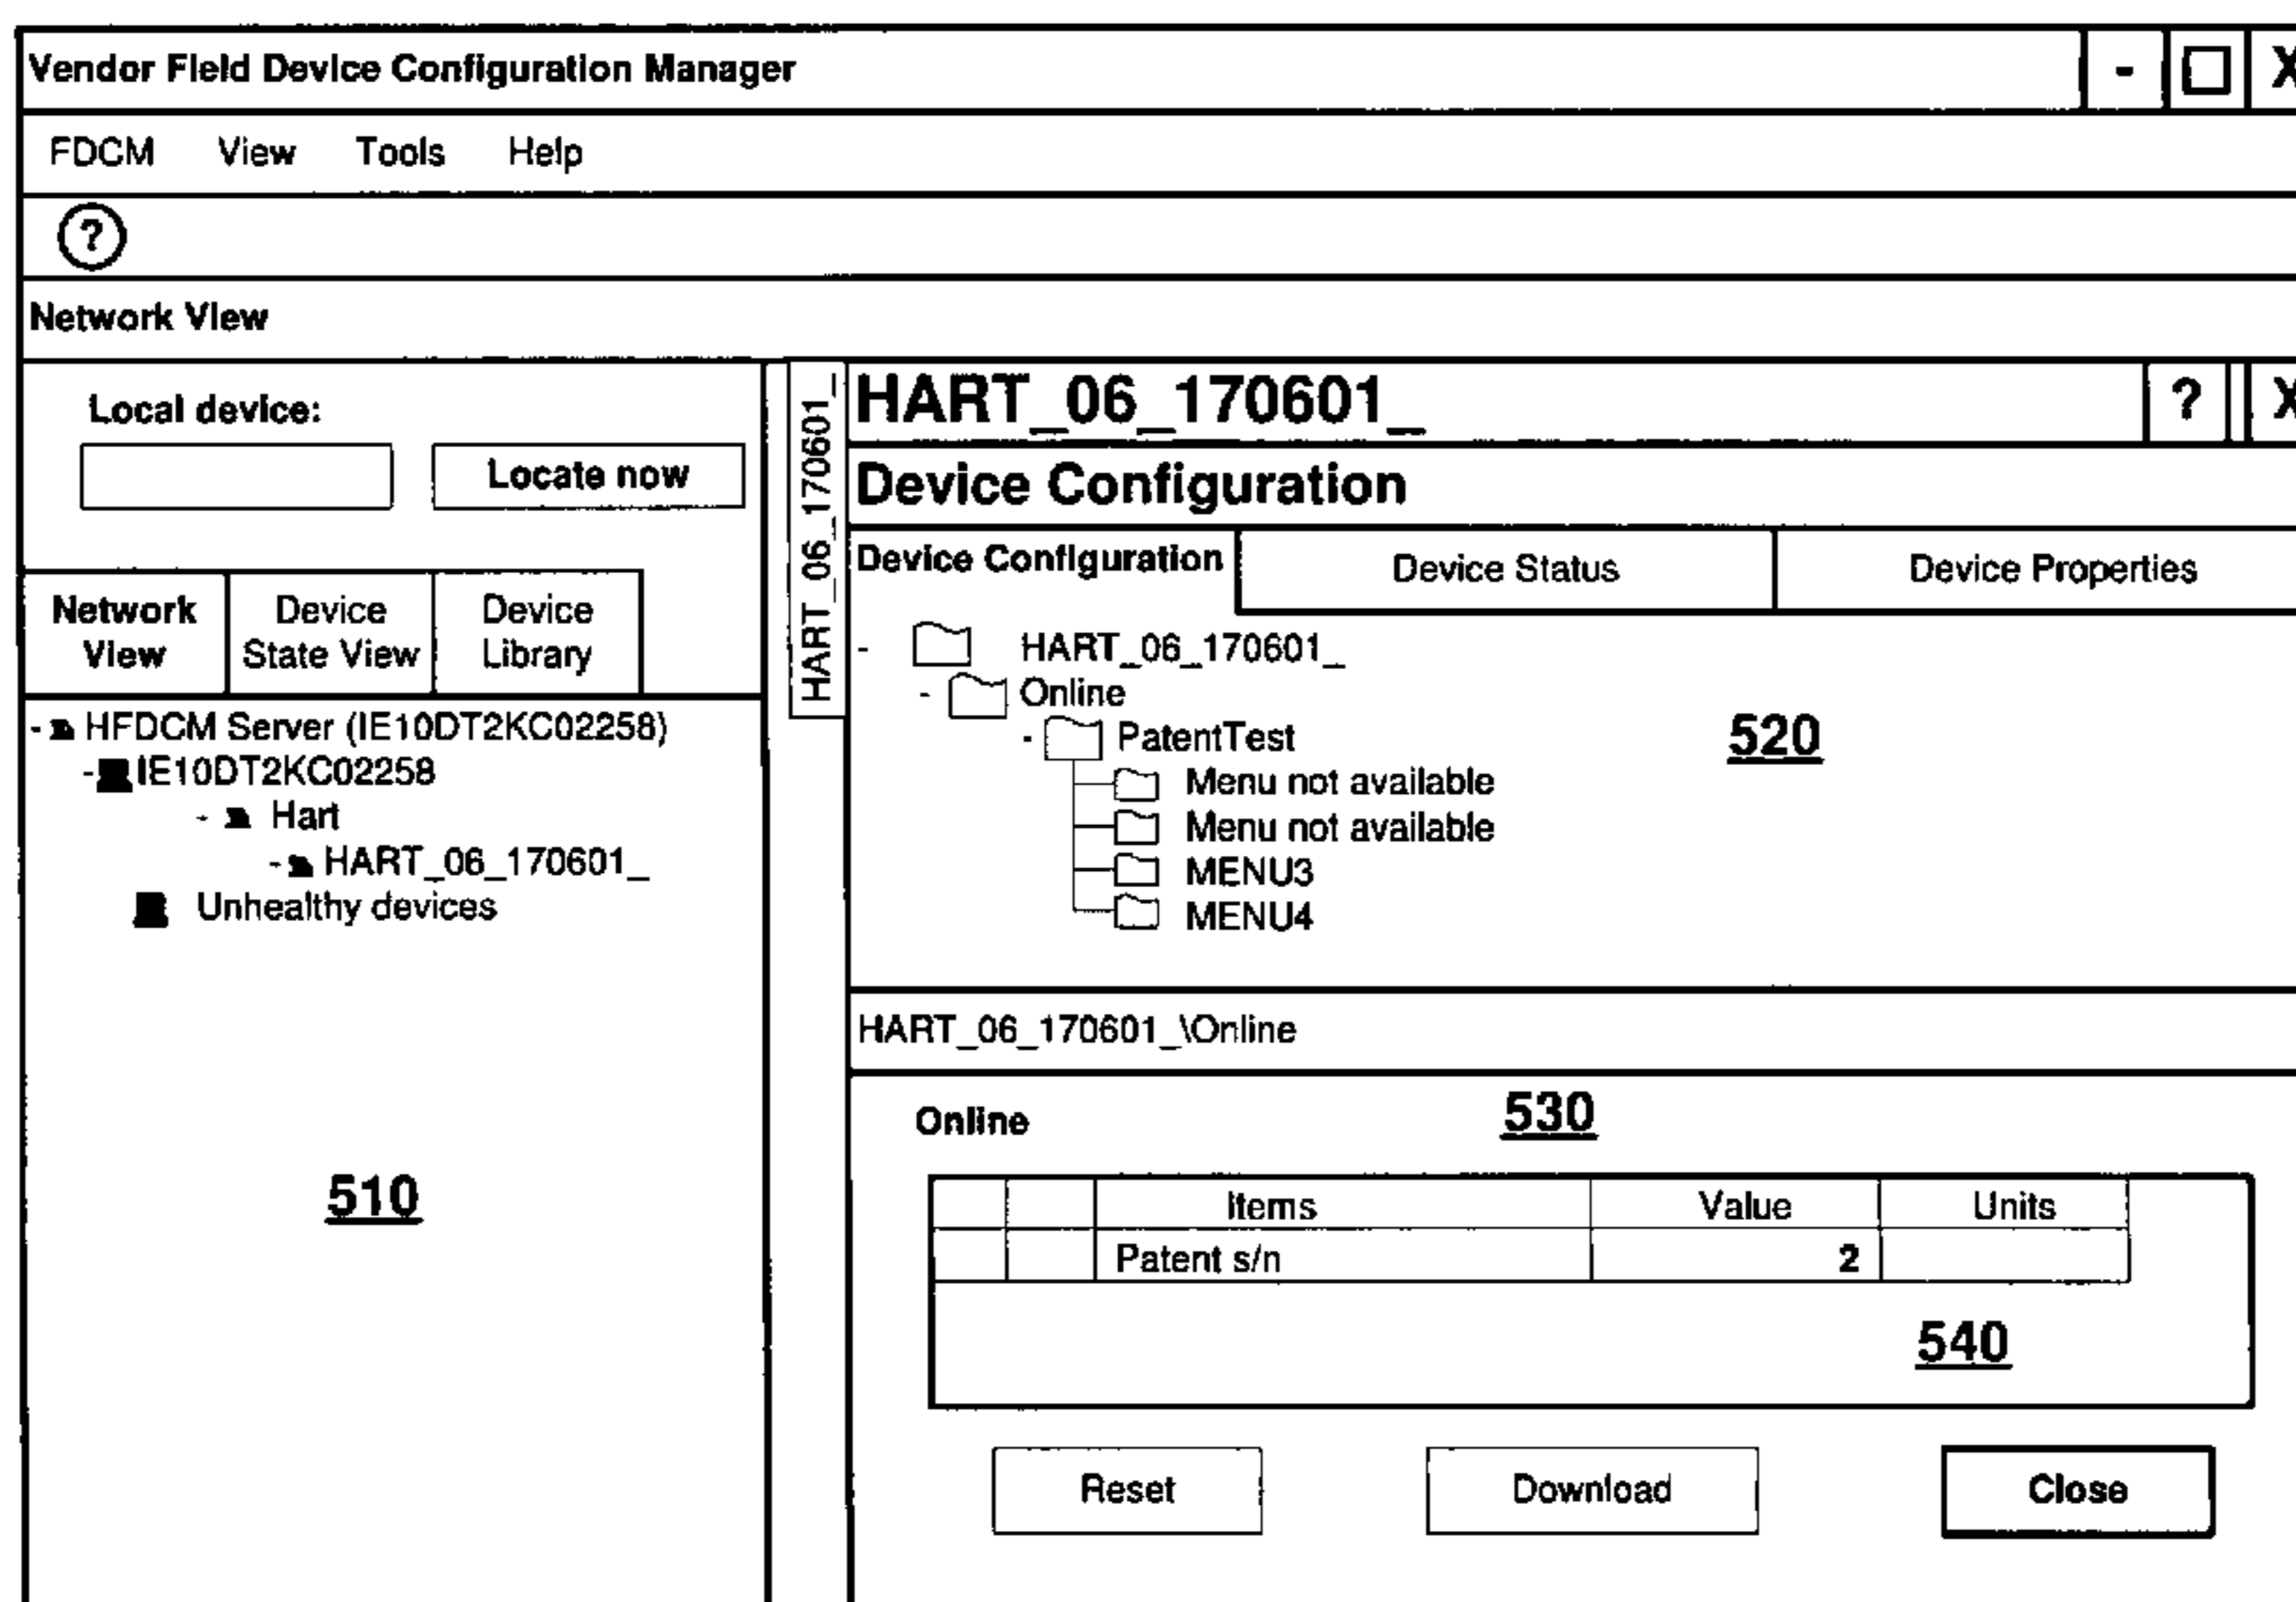 Vendor Field Device Configuration Manager - X
FDCM View Tools Help
?
Network View
Local device:
Locate now
Network View
Device State View
Device Library
- HFDCM Server (IE10DT2KC02258)
- IE10DT2KC02258
- Hart
- HART_06_170601_
Unhealthy devices
510
HART_06_170601_
HART_06_170601_ ? X
Device Configuration
Device Configuration Device Status Device Properties
- HART_06_170601_
- Online
- PatentTest
Menu not available
Menu not available
MENU3
MENU4
520
HART_06_170601_\Online
Online
530
Items Value Units
Patent s/n 2
540
Reset Download Close